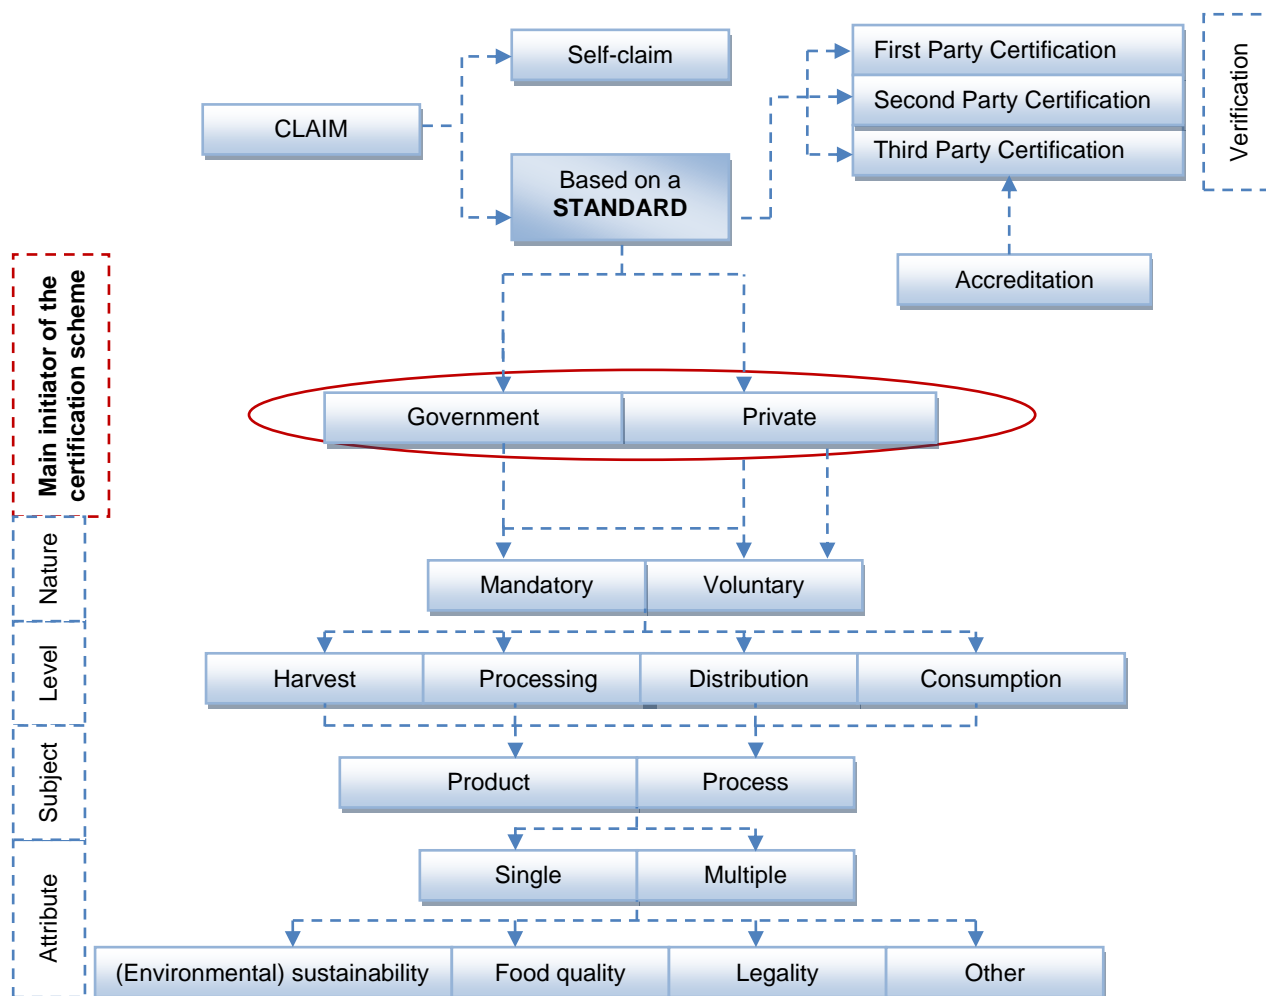 Self-claim
First Party Certification
Second Party Certification
Third Party Certification
Verification
CLAIM
Based on a
STANDARD
Accreditation
Main initiator of the
certification scheme
Government
Private
Nature
Mandatory
Voluntary
Level
Harvest
Processing
Distribution
Consumption
Subject
Product
Process
Attribute
Single
Multiple
(Environmental) sustainability
Food quality
Legality
Other